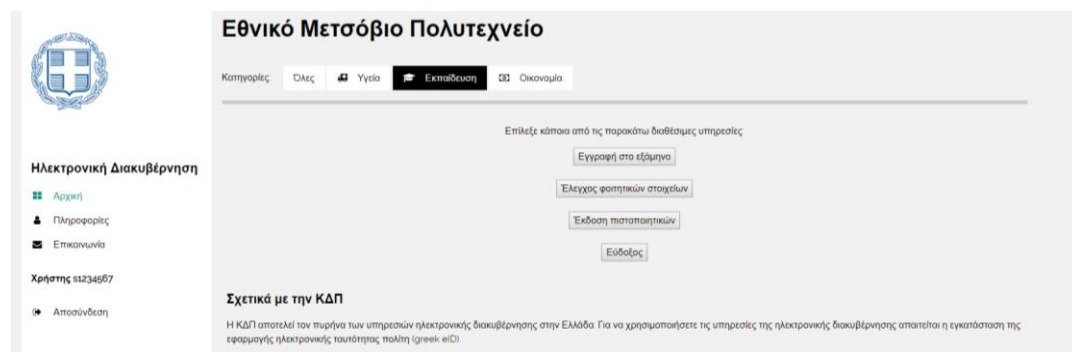 Εθνικό Μετσόβιο Πολυτεχνείο
Κατηγορίες: Όλες Υγεία Εκπαίδευση Οικονομία
Επίλεξε κάποια από τις παρακάτω διαθέσιμες υπηρεσίες
Εγγραφή στο εξάμηνο
Έλεγχος φοιτητικών στοιχείων
Έκδοση πιστοποιητικών
Εύδοξος
Ηλεκτρονική Διακυβέρνηση
Αρχική
Πληροφορίες
Επικοινωνία
Χρήστης s1234567
Αποσύνδεση
Σχετικά με την ΚΔΠ
Η ΚΔΠ αποτελεί τον πυρήνα των υπηρεσιών ηλεκτρονικής διακυβέρνησης στην Ελλάδα. Για να χρησιμοποιήσετε τις υπηρεσίες της ηλεκτρονικής διακυβέρνησης απαιτείται η εγκατάσταση της
εφαρμογής ηλεκτρονικής ταυτότητας πολίτη (greek eID).